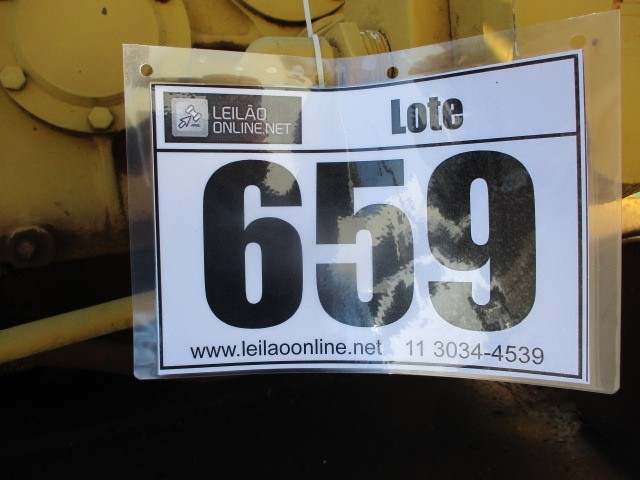 LEILÃO
ONLINE.NET
Lote
659
www.leilaoonline.net 11 3034-4539